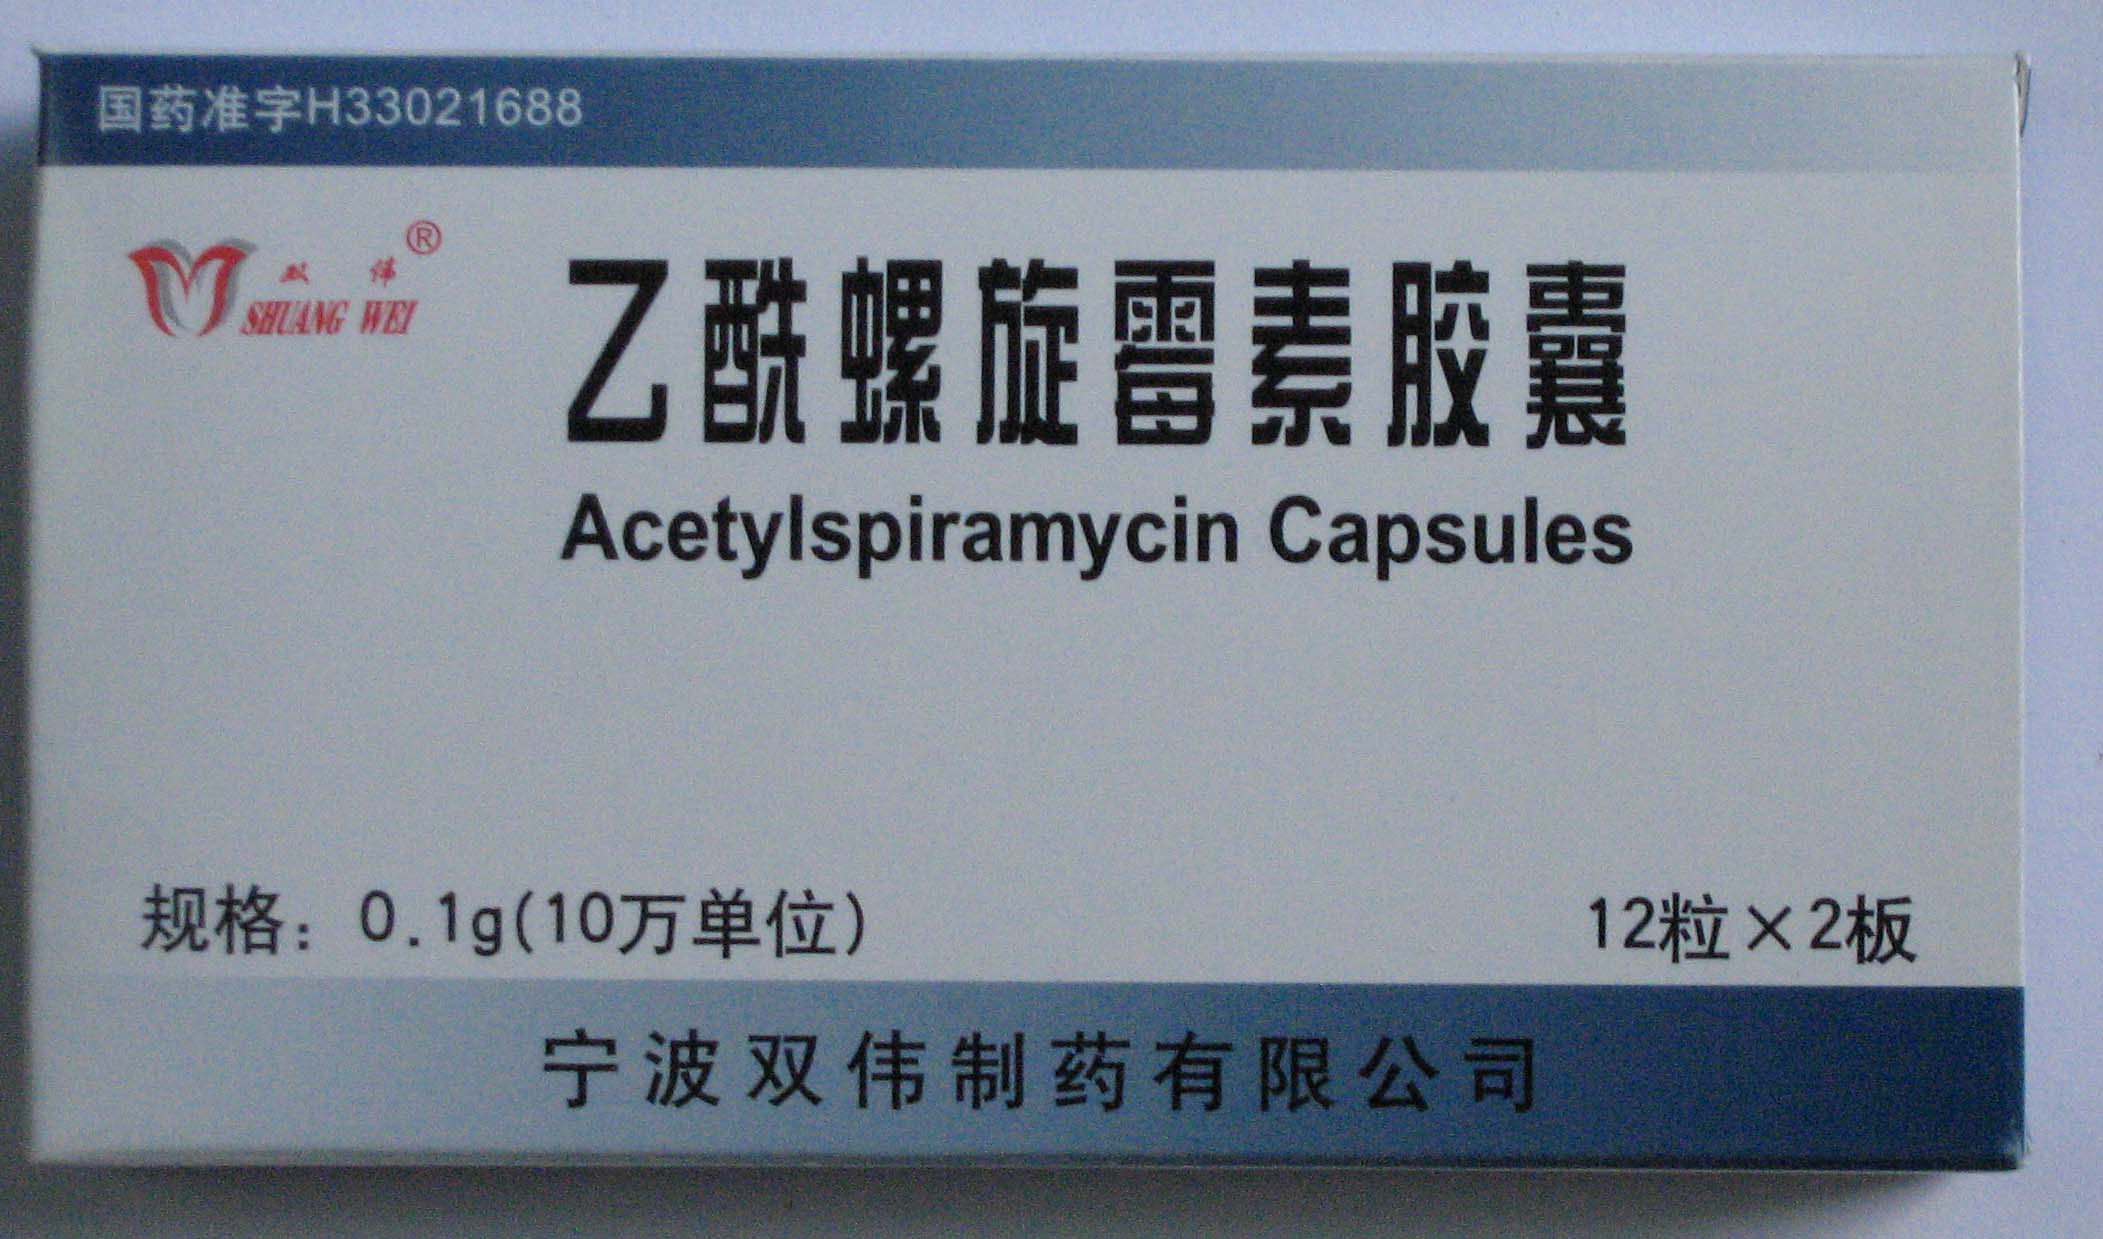 国药准字H33021688
双 伟®
SHUANG WEI
乙酰螺旋霉素胶囊
Acetylspiramycin Capsules
规格：0.1g(10万单位)
12粒×2板
宁波双伟制药有限公司